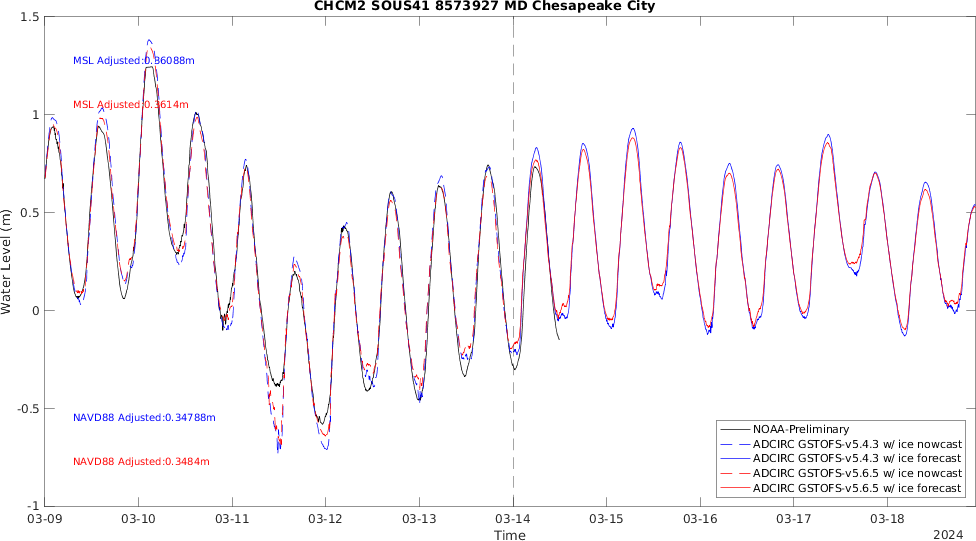 CHCM2 SOUS41 8573927 MD Chesapeake City
1.5
1
0.5
0
-0.5
-1
Water Level (m)
MSL Adjusted:0.36088m
MSL Adjusted:0.3614m
NAVD88 Adjusted:0.34788m
NAVD88 Adjusted:0.3484m
NOAA-Preliminary
ADCIRC GSTOFS-v5.4.3 w/ ice nowcast
ADCIRC GSTOFS-v5.4.3 w/ ice forecast
ADCIRC GSTOFS-v5.6.5 w/ ice nowcast
ADCIRC GSTOFS-v5.6.5 w/ ice forecast
03-09 03-10 03-11 03-12 03-13 03-14 03-15 03-16 03-17 03-18
Time
2024